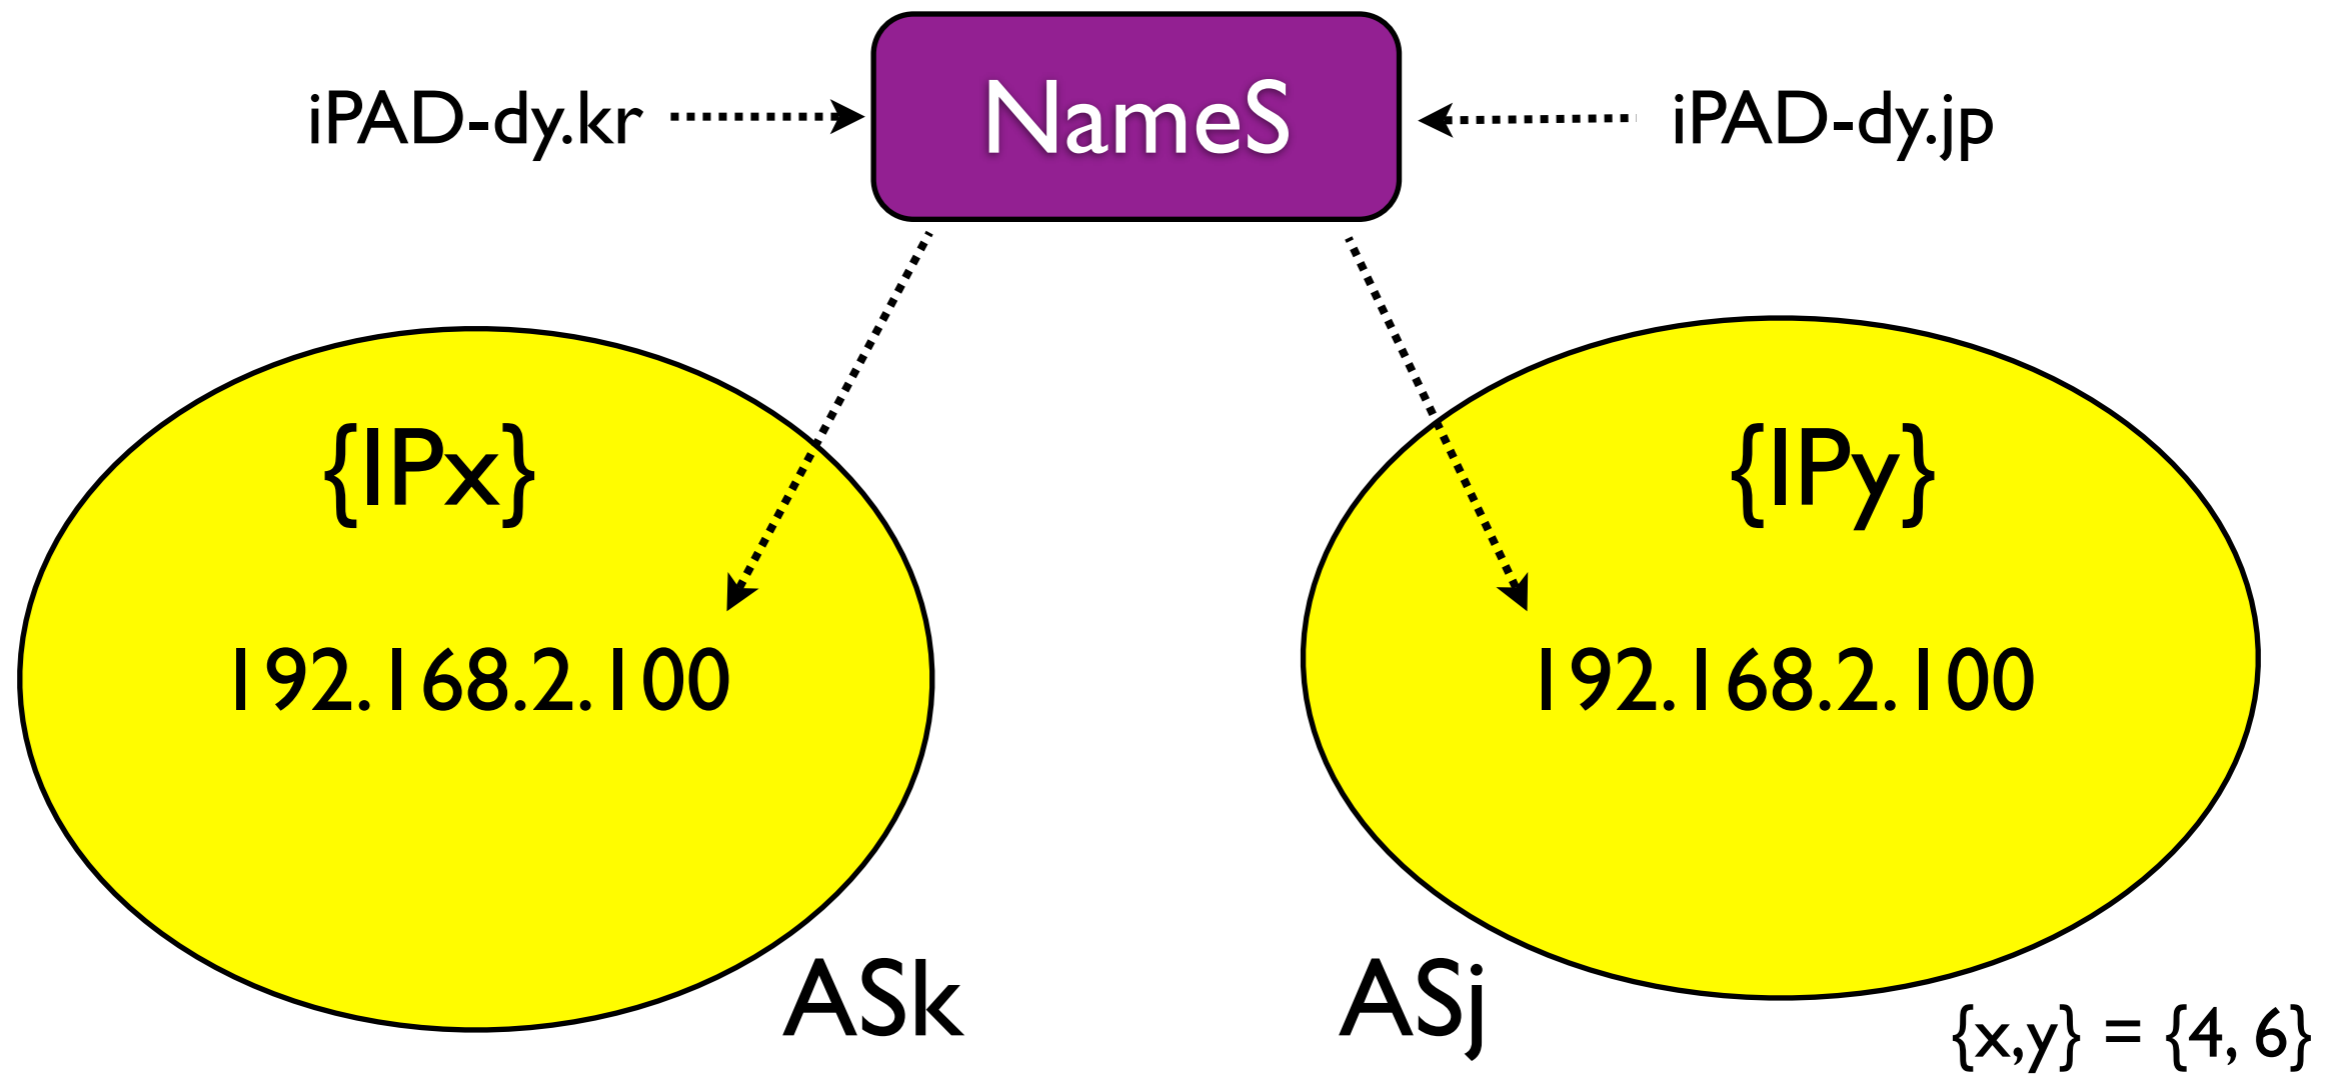 iPAD-dy.kr
NameS
iPAD-dy.jp
{IPx}
{IPy}
192.168.2.100
192.168.2.100
ASk
ASj
{x,y} = {4, 6}